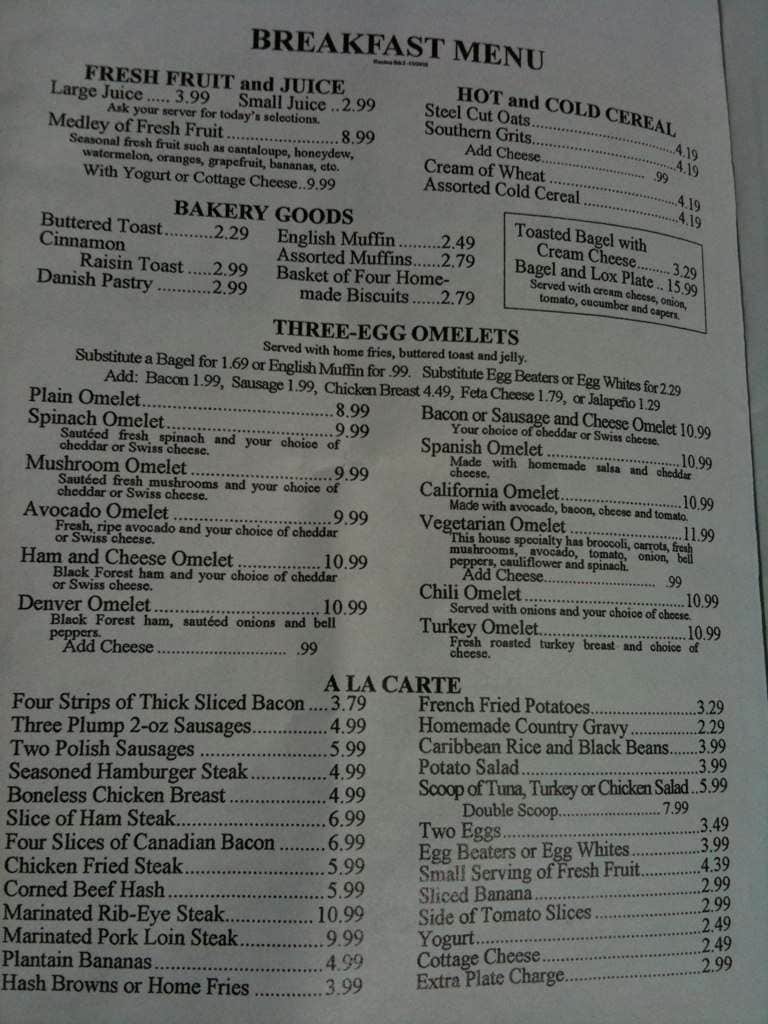 BREAKFAST MENU
FRESH FRUIT and JUICE
Large Juice ..... 3.99 Small Juice ..2.99
Ask your server for today's selections.
Medley of Fresh Fruit ......................8.99
Seasonal fresh fruit such as cantaloupe, honeydew,
watermelon, oranges, grapefruit, bananas, etc.
With Yogurt or Cottage Cheese..9.99
HOT and COLD CEREAL
Steel Cut Oats..............................4.19
Southern Grits..............................4.19
Add Cheese............................ .99
Cream of Wheat ..........................4.19
Assorted Cold Cereal ....................4.19
BAKERY GOODS
Buttered Toast..........2.29
Cinnamon
Raisin Toast .....2.99
Danish Pastry ...........2.99
English Muffin ........2.49
Assorted Muffins......2.79
Basket of Four Home-
made Biscuits ......2.79
Toasted Bagel with
Cream Cheese........ 3.29
Bagel and Lox Plate .. 15.99
Served with cream cheese, onion,
tomato, cucumber and capers.
THREE-EGG OMELETS
Served with home fries, buttered toast and jelly.
Substitute a Bagel for 1.69 or English Muffin for .99. Substitute Egg Beaters or Egg Whites for 2.29
Add: Bacon 1.99, Sausage 1.99, Chicken Breast 4.49, Feta Cheese 1.79, or Jalapeño 1.29
Plain Omelet....................................8.99
Spinach Omelet ................................9.99
Sautéed fresh spinach and your choice of
cheddar or Swiss cheese.
Mushroom Omelet ...........................9.99
Sautéed fresh mushrooms and your choice of
cheddar or Swiss cheese.
Avocado Omelet ..............................9.99
Fresh, ripe avocado and your choice of cheddar
or Swiss cheese.
Ham and Cheese Omelet ...............10.99
Black Forest ham and your choice of cheddar
or Swiss cheese.
Denver Omelet...............................10.99
Black Forest ham, sautéed onions and bell
peppers.
Add Cheese .............................. .99
Bacon or Sausage and Cheese Omelet 10.99
Your choice of cheddar or Swiss cheese.
Spanish Omelet ..............................10.99
Made with homemade salsa and cheddar
cheese.
California Omelet..........................10.99
Made with avocado, bacon, cheese and tomato.
Vegetarian Omelet .........................11.99
This house specialty has broccoli, carrots, fresh
mushrooms, avocado, tomato, onion, bell
peppers, cauliflower and spinach.
Add Cheese.......................... .99
Chili Omelet ..................................10.99
Served with onions and your choice of cheese.
Turkey Omelet...............................10.99
Fresh roasted turkey breast and choice of
cheese.
A LA CARTE
Four Strips of Thick Sliced Bacon ....3.79
Three Plump 2-oz Sausages..............4.99
Two Polish Sausages .......................5.99
Seasoned Hamburger Steak ..............4.99
Boneless Chicken Breast ..................4.99
Slice of Ham Steak...........................6.99
Four Slices of Canadian Bacon .........6.99
Chicken Fried Steak.........................5.99
Corned Beef Hash ............................5.99
Marinated Rib-Eye Steak................10.99
Marinated Pork Loin Steak...............9.99
Plantain Bananas ..............................4.99
Hash Browns or Home Fries ............3.99
French Fried Potatoes.....................3.29
Homemade Country Gravy ..............2.29
Caribbean Rice and Black Beans......3.99
Potato Salad....................................3.99
Scoop of Tuna, Turkey or Chicken Salad..5.99
Double Scoop........................7.99
Two Eggs.......................................3.49
Egg Beaters or Egg Whites..............3.99
Small Serving of Fresh Fruit............4.39
Sliced Banana ................................2.99
Side of Tomato Slices .....................2.99
Yogurt............................................2.49
Cottage Cheese...............................2.49
Extra Plate Charge..........................2.99